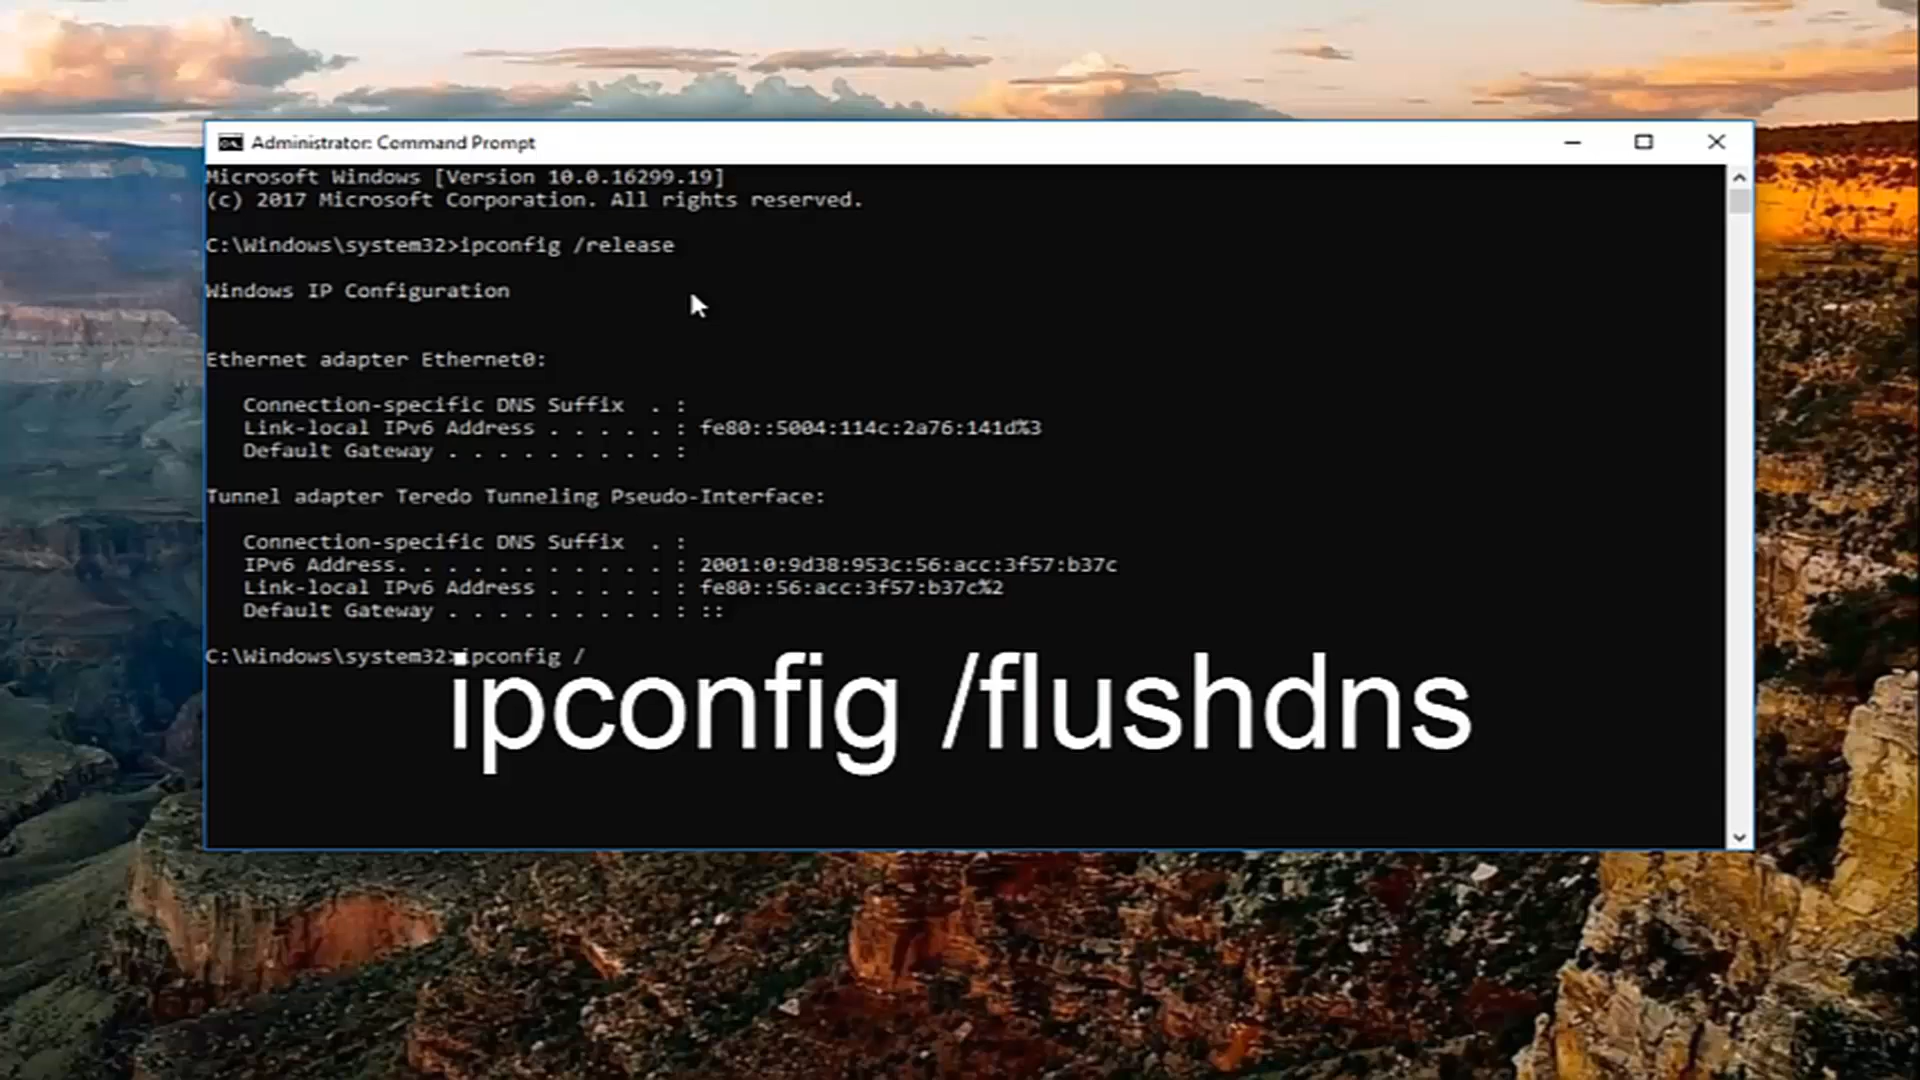 Administrator: Command Prompt
Microsoft Windows [Version 10.0.16299.19]
(c) 2017 Microsoft Corporation. All rights reserved.
C:\Windows\system32>ipconfig /release
Windows IP Configuration
Ethernet adapter Ethernet0:
Connection-specific DNS Suffix . :
Link-local IPv6 Address . . . . . : fe80::5004:114c:2a76:141d%3
Default Gateway . . . . . . . . . :
Tunnel adapter Teredo Tunneling Pseudo-Interface:
Connection-specific DNS Suffix . :
IPv6 Address. . . . . . . . . . . : 2001:0:9d38:953c:56:acc:3f57:b37c
Link-local IPv6 Address . . . . . : fe80::56:acc:3f57:b37c%2
Default Gateway . . . . . . . . . : ::
C:\Windows\system32>ipconfig /
ipconfig /flushdns